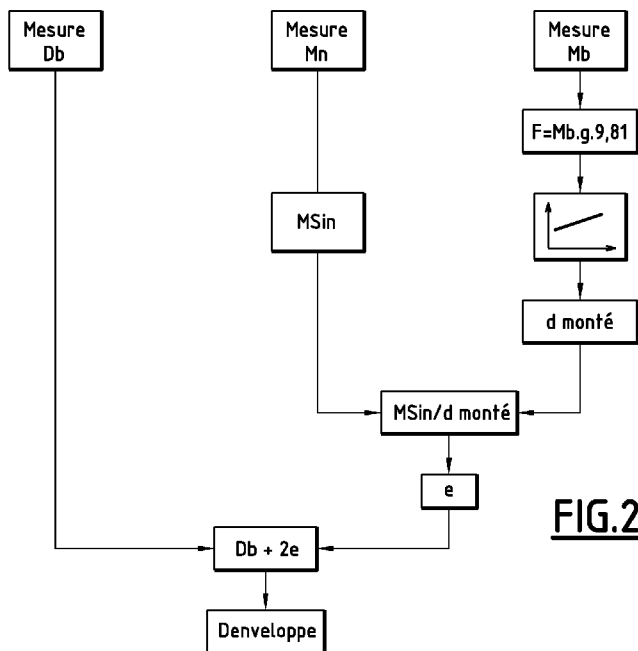 Mesure
Db
Mesure
Mn
Mesure
Mb
F=Mb.g.9,81
MSin
d monté
MSin/d monté
e
FIG.2
Db + 2e
Denveloppe